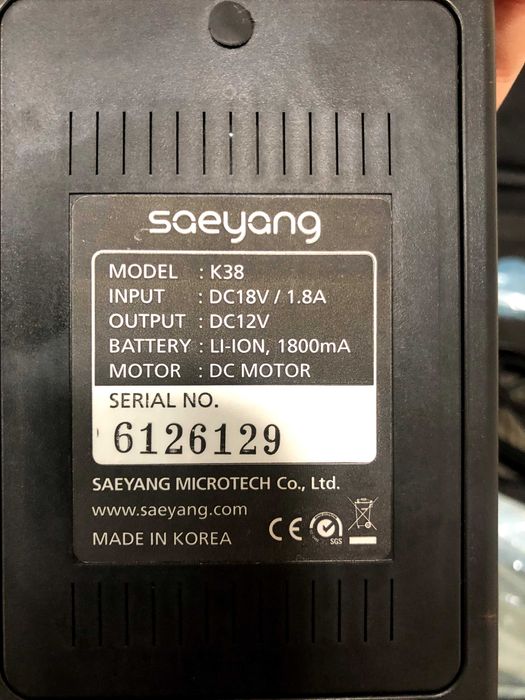 saeyang
MODEL : K38
INPUT : DC18V / 1.8A
OUTPUT : DC12V
BATTERY : LI-ION, 1800mA
MOTOR : DC MOTOR
SERIAL NO.
6126129
SAEYANG MICROTECH Co., Ltd.
www.saeyang.com
MADE IN KOREA
CE
SGS